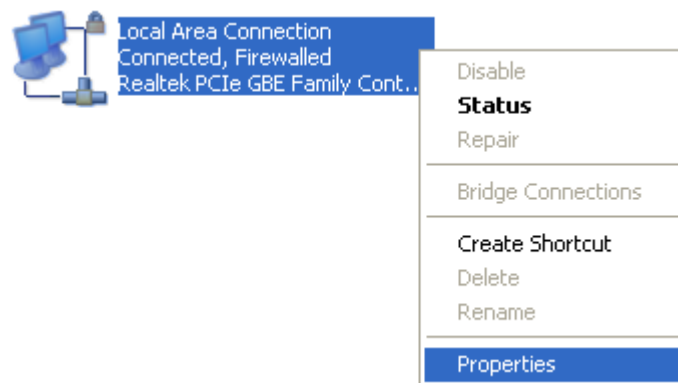 Local Area Connection
Connected, Firewalled
Realtek PCIe GBE Family Cont...
Disable
Status
Repair
Bridge Connections
Create Shortcut
Delete
Rename
Properties